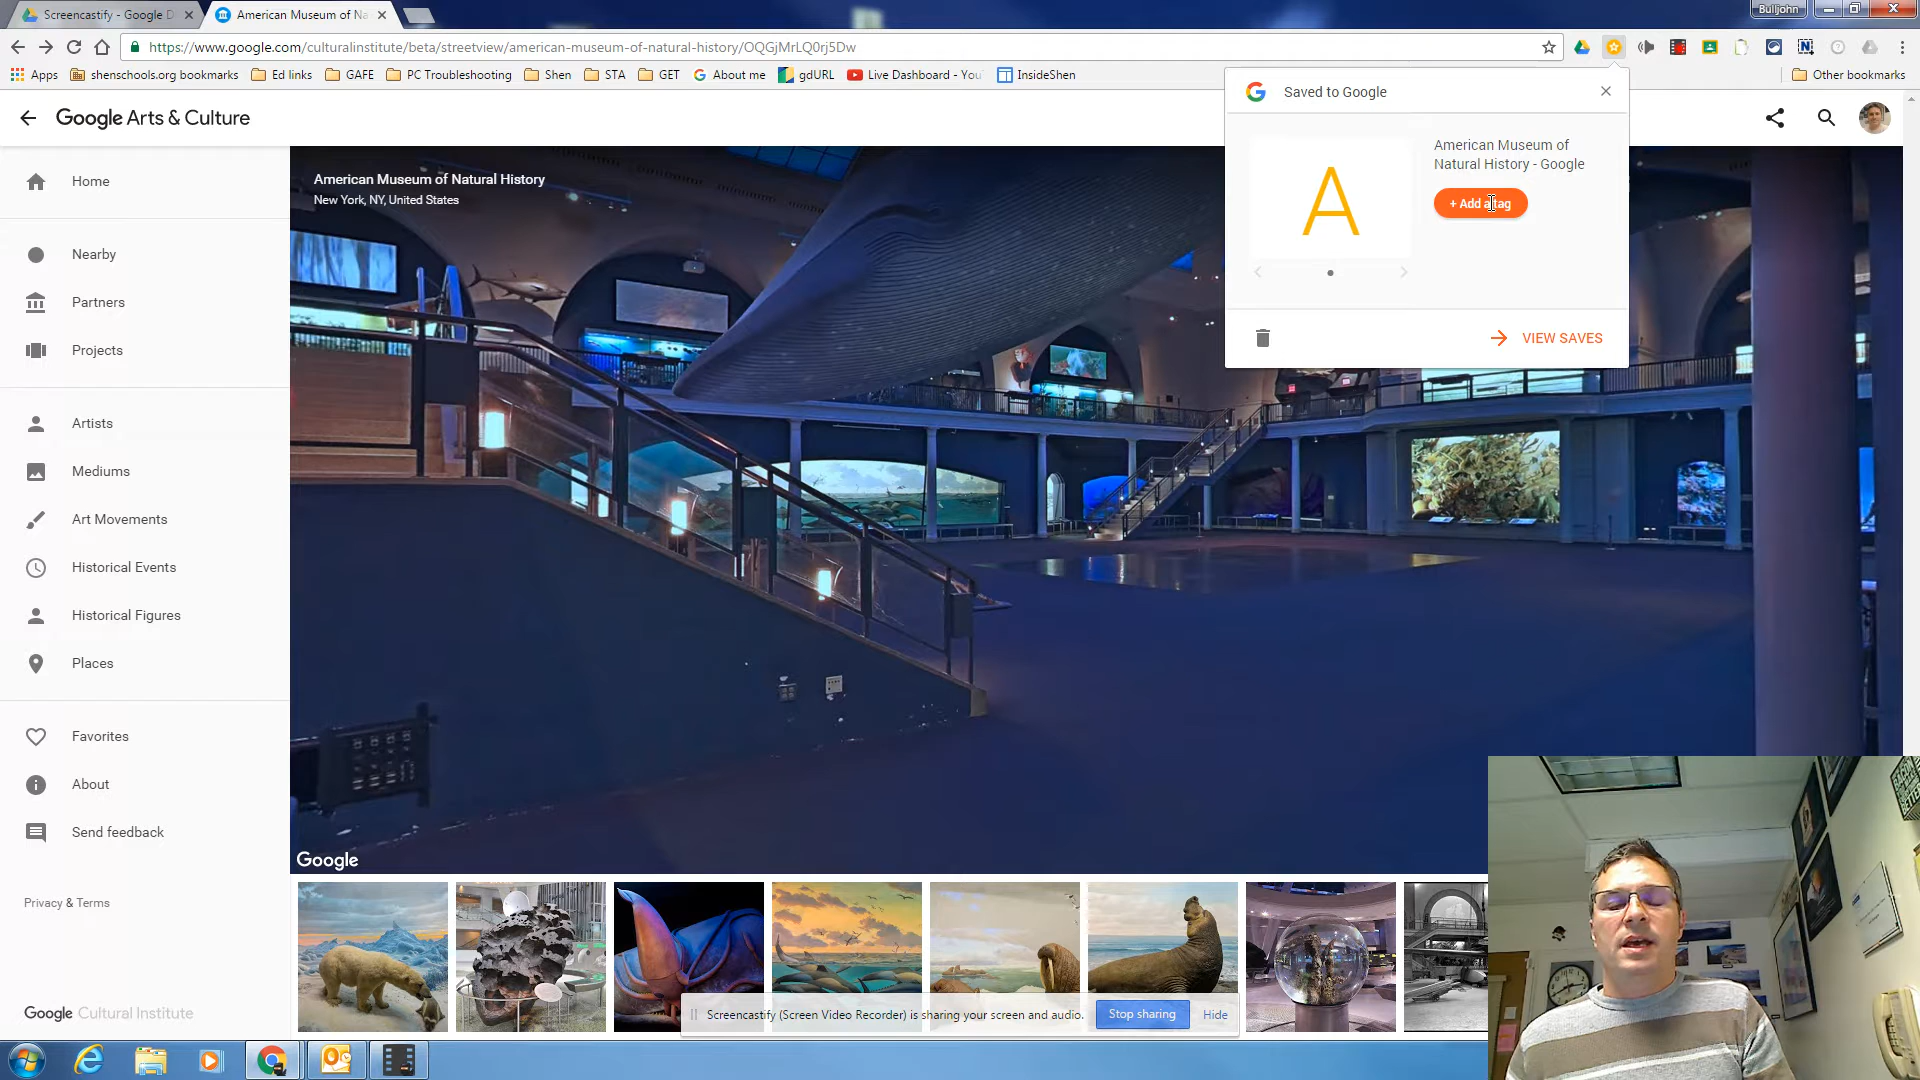 Screencastify - Google D
American Museum of Na
Bulljohn
https://www.google.com/culturalinstitute/beta/streetview/american-museum-of-natural-history/OQGjMrLQ0rj5Dw
Apps
shenschools.org bookmarks
Ed links
GAFE
PC Troubleshooting
Shen
STA
GET
About me
gdURL
Live Dashboard - You
InsideShen
Other bookmarks
Google Arts & Culture
Saved to Google
American Museum of
Natural History - Google
A
+ Add a tag
VIEW SAVES
Home
Nearby
Partners
Projects
Artists
Mediums
Art Movements
Historical Events
Historical Figures
Places
Favorites
About
Send feedback
Privacy & Terms
Google Cultural Institute
American Museum of Natural History
New York, NY, United States
Google
Screencastify (Screen Video Recorder) is sharing your screen and audio.
Stop sharing
Hide